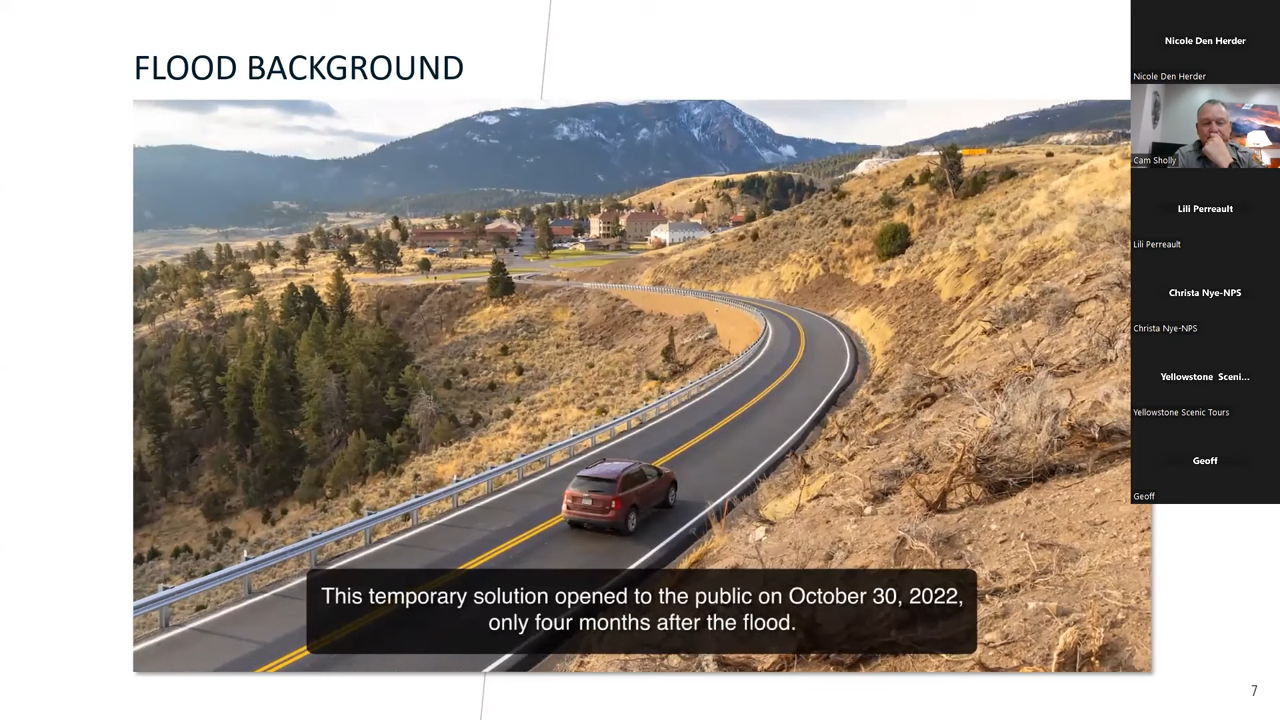 FLOOD BACKGROUND
This temporary solution opened to the public on October 30, 2022,
only four months after the flood.
7
Nicole Den Herder
Nicole Den Herder
Cam Sholly
Lili Perreault
Lili Perreault
Christa Nye-NPS
Christa Nye-NPS
Yellowstone Sceni...
Yellowstone Scenic Tours
Geoff
Geoff